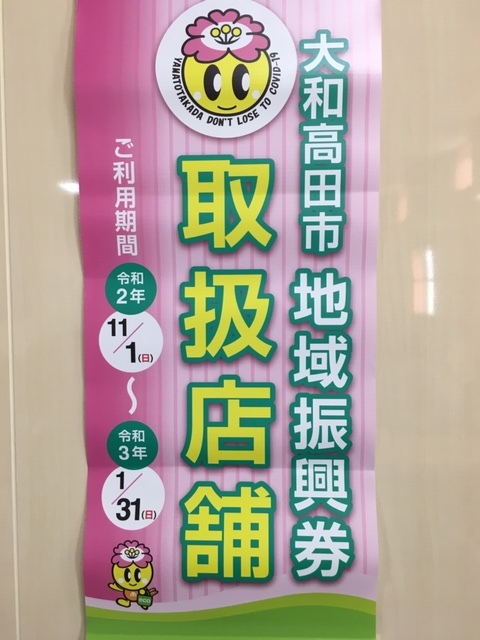 大和高田市 地域振興券
取扱店舗
YAMATOTAKADA DON'T LOSE TO COVID-19
ご利用期間
令和
2年
11/1(日)
〜
令和
3年
1/31(日)